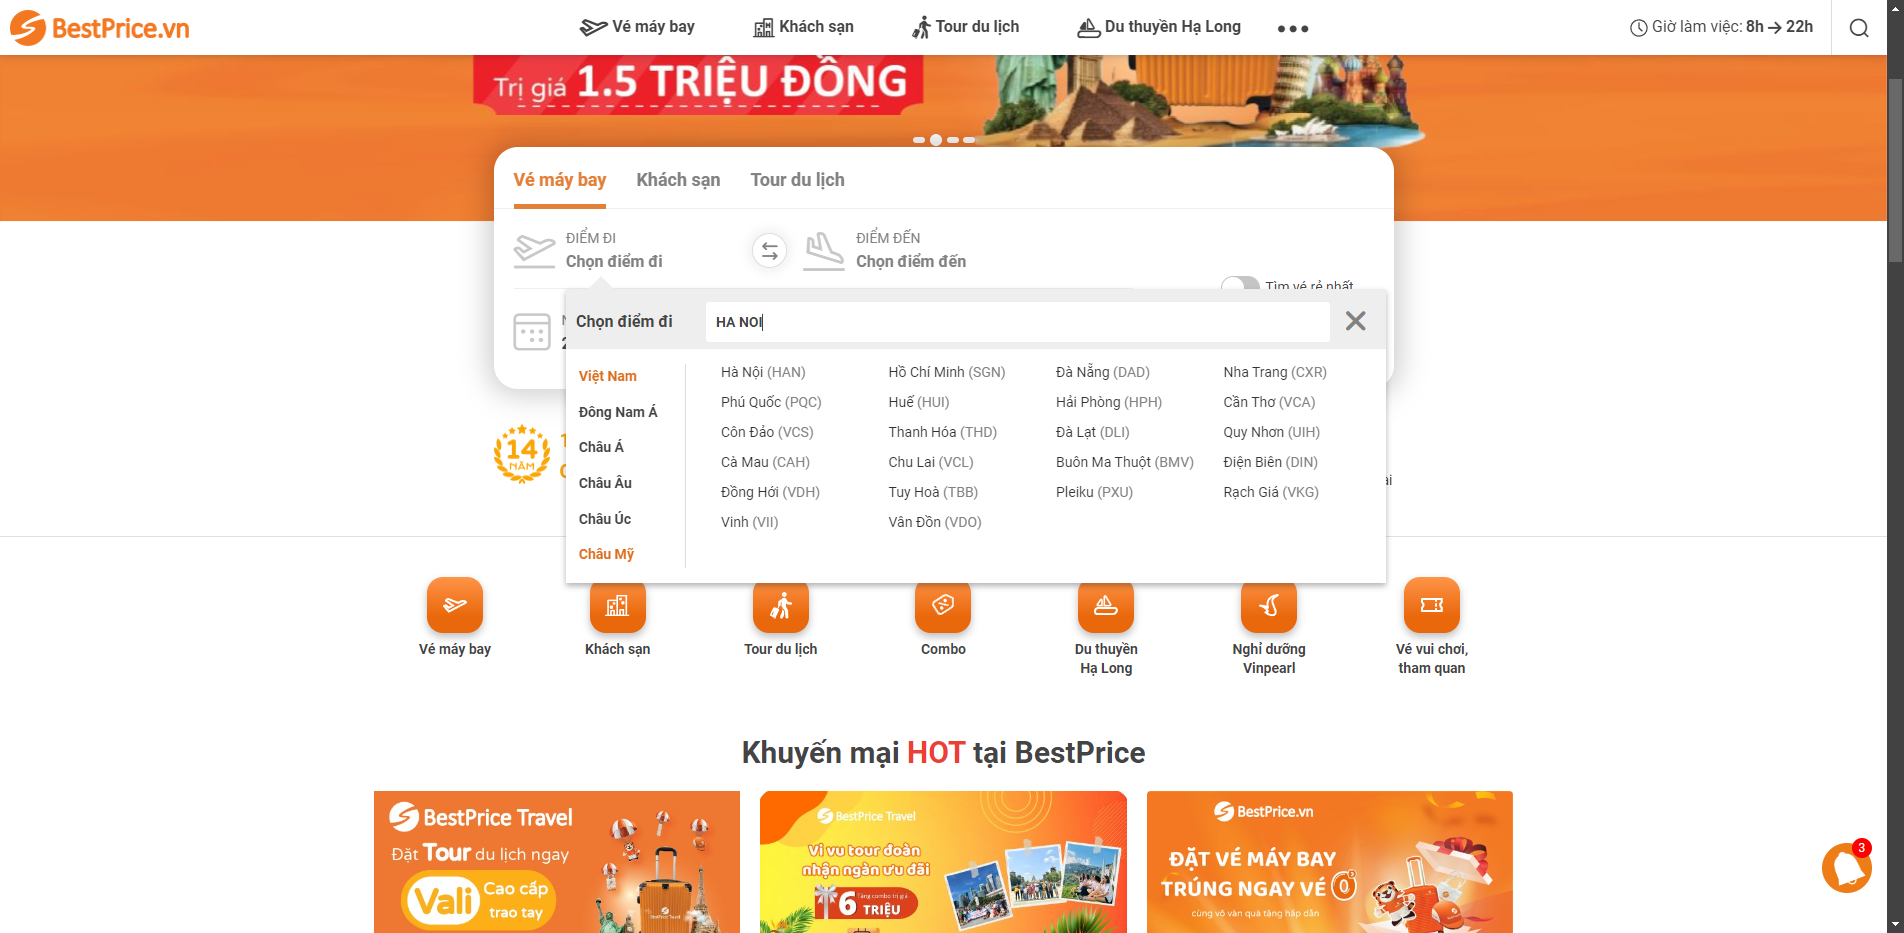 BestPrice.vn
Vé máy bay
Khách sạn
Tour du lịch
Du thuyền Hạ Long
Giờ làm việc: 8h → 22h
Trị giá 1.5 TRIỆU ĐỒNG
Vé máy bay
Khách sạn
Tour du lịch
ĐIỂM ĐI
Chọn điểm đi
ĐIỂM ĐẾN
Chọn điểm đến
Tìm vé rẻ nhất
Chọn điểm đi
HA NOI
Việt Nam
Đông Nam Á
Châu Á
Châu Âu
Châu Úc
Châu Mỹ
Hà Nội (HAN)
Hồ Chí Minh (SGN)
Đà Nẵng (DAD)
Nha Trang (CXR)
Phú Quốc (PQC)
Huế (HUI)
Hải Phòng (HPH)
Cần Thơ (VCA)
Côn Đảo (VCS)
Thanh Hóa (THD)
Đà Lạt (DLI)
Quy Nhơn (UIH)
Cà Mau (CAH)
Chu Lai (VCL)
Buôn Ma Thuột (BMV)
Điện Biên (DIN)
Đồng Hới (VDH)
Tuy Hoà (TBB)
Pleiku (PXU)
Rạch Giá (VKG)
Vinh (VII)
Vân Đồn (VDO)
14
NĂM
Vé máy bay
Khách sạn
Tour du lịch
Combo
Du thuyền
Hạ Long
Nghỉ dưỡng
Vinpearl
Vé vui chơi,
tham quan
Khuyến mại HOT tại BestPrice
BestPrice Travel
Đặt Tour du lịch ngay
Vali Cao cấp
trao tay
BestPrice Travel
BestPrice Travel
Vi vu tour đoàn
nhận ngàn ưu đãi
Tặng combo trị giá
6 TRIỆU
BestPrice.vn
ĐẶT VÉ MÁY BAY
TRÚNG NGAY VÉ 0
cùng vô vàn quà tặng hấp dẫn
3